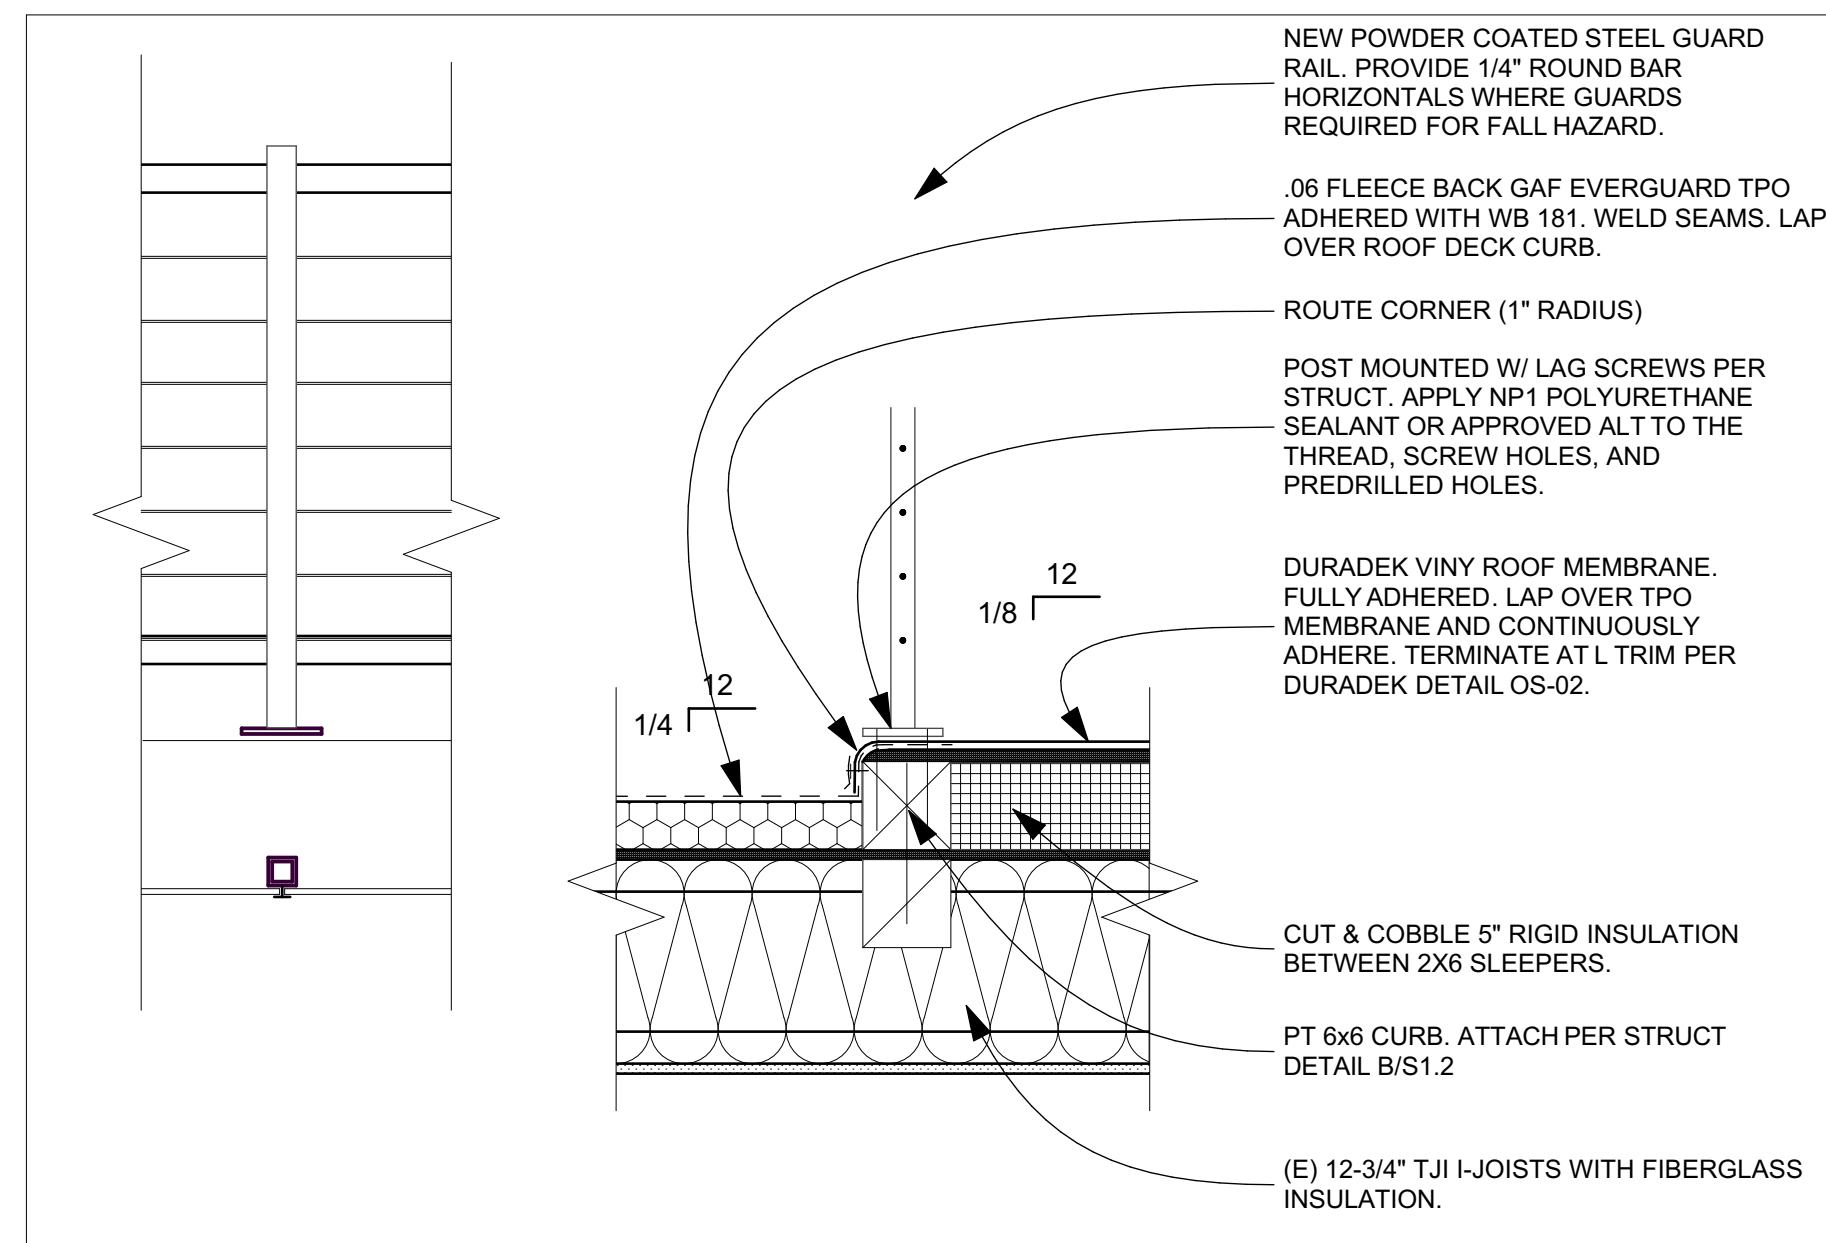 NEW POWDER COATED STEEL GUARD
RAIL. PROVIDE 1/4" ROUND BAR
HORIZONTALS WHERE GUARDS
REQUIRED FOR FALL HAZARD.
.06 FLEECE BACK GAF EVERGUARD TPO
ADHERED WITH WB 181. WELD SEAMS. LAP
OVER ROOF DECK CURB.
ROUTE CORNER (1" RADIUS)
POST MOUNTED W/ LAG SCREWS PER
STRUCT. APPLY NP1 POLYURETHANE
SEALANT OR APPROVED ALT TO THE
THREAD, SCREW HOLES, AND
PREDRILLED HOLES.
12
1/8
DURADEK VINY ROOF MEMBRANE.
FULLY ADHERED. LAP OVER TPO
MEMBRANE AND CONTINUOUSLY
ADHERE. TERMINATE AT L TRIM PER
DURADEK DETAIL OS-02.
12
1/4
CUT & COBBLE 5" RIGID INSULATION
BETWEEN 2X6 SLEEPERS.
PT 6x6 CURB. ATTACH PER STRUCT
DETAIL B/S1.2
(E) 12-3/4" TJI I-JOISTS WITH FIBERGLASS
INSULATION.